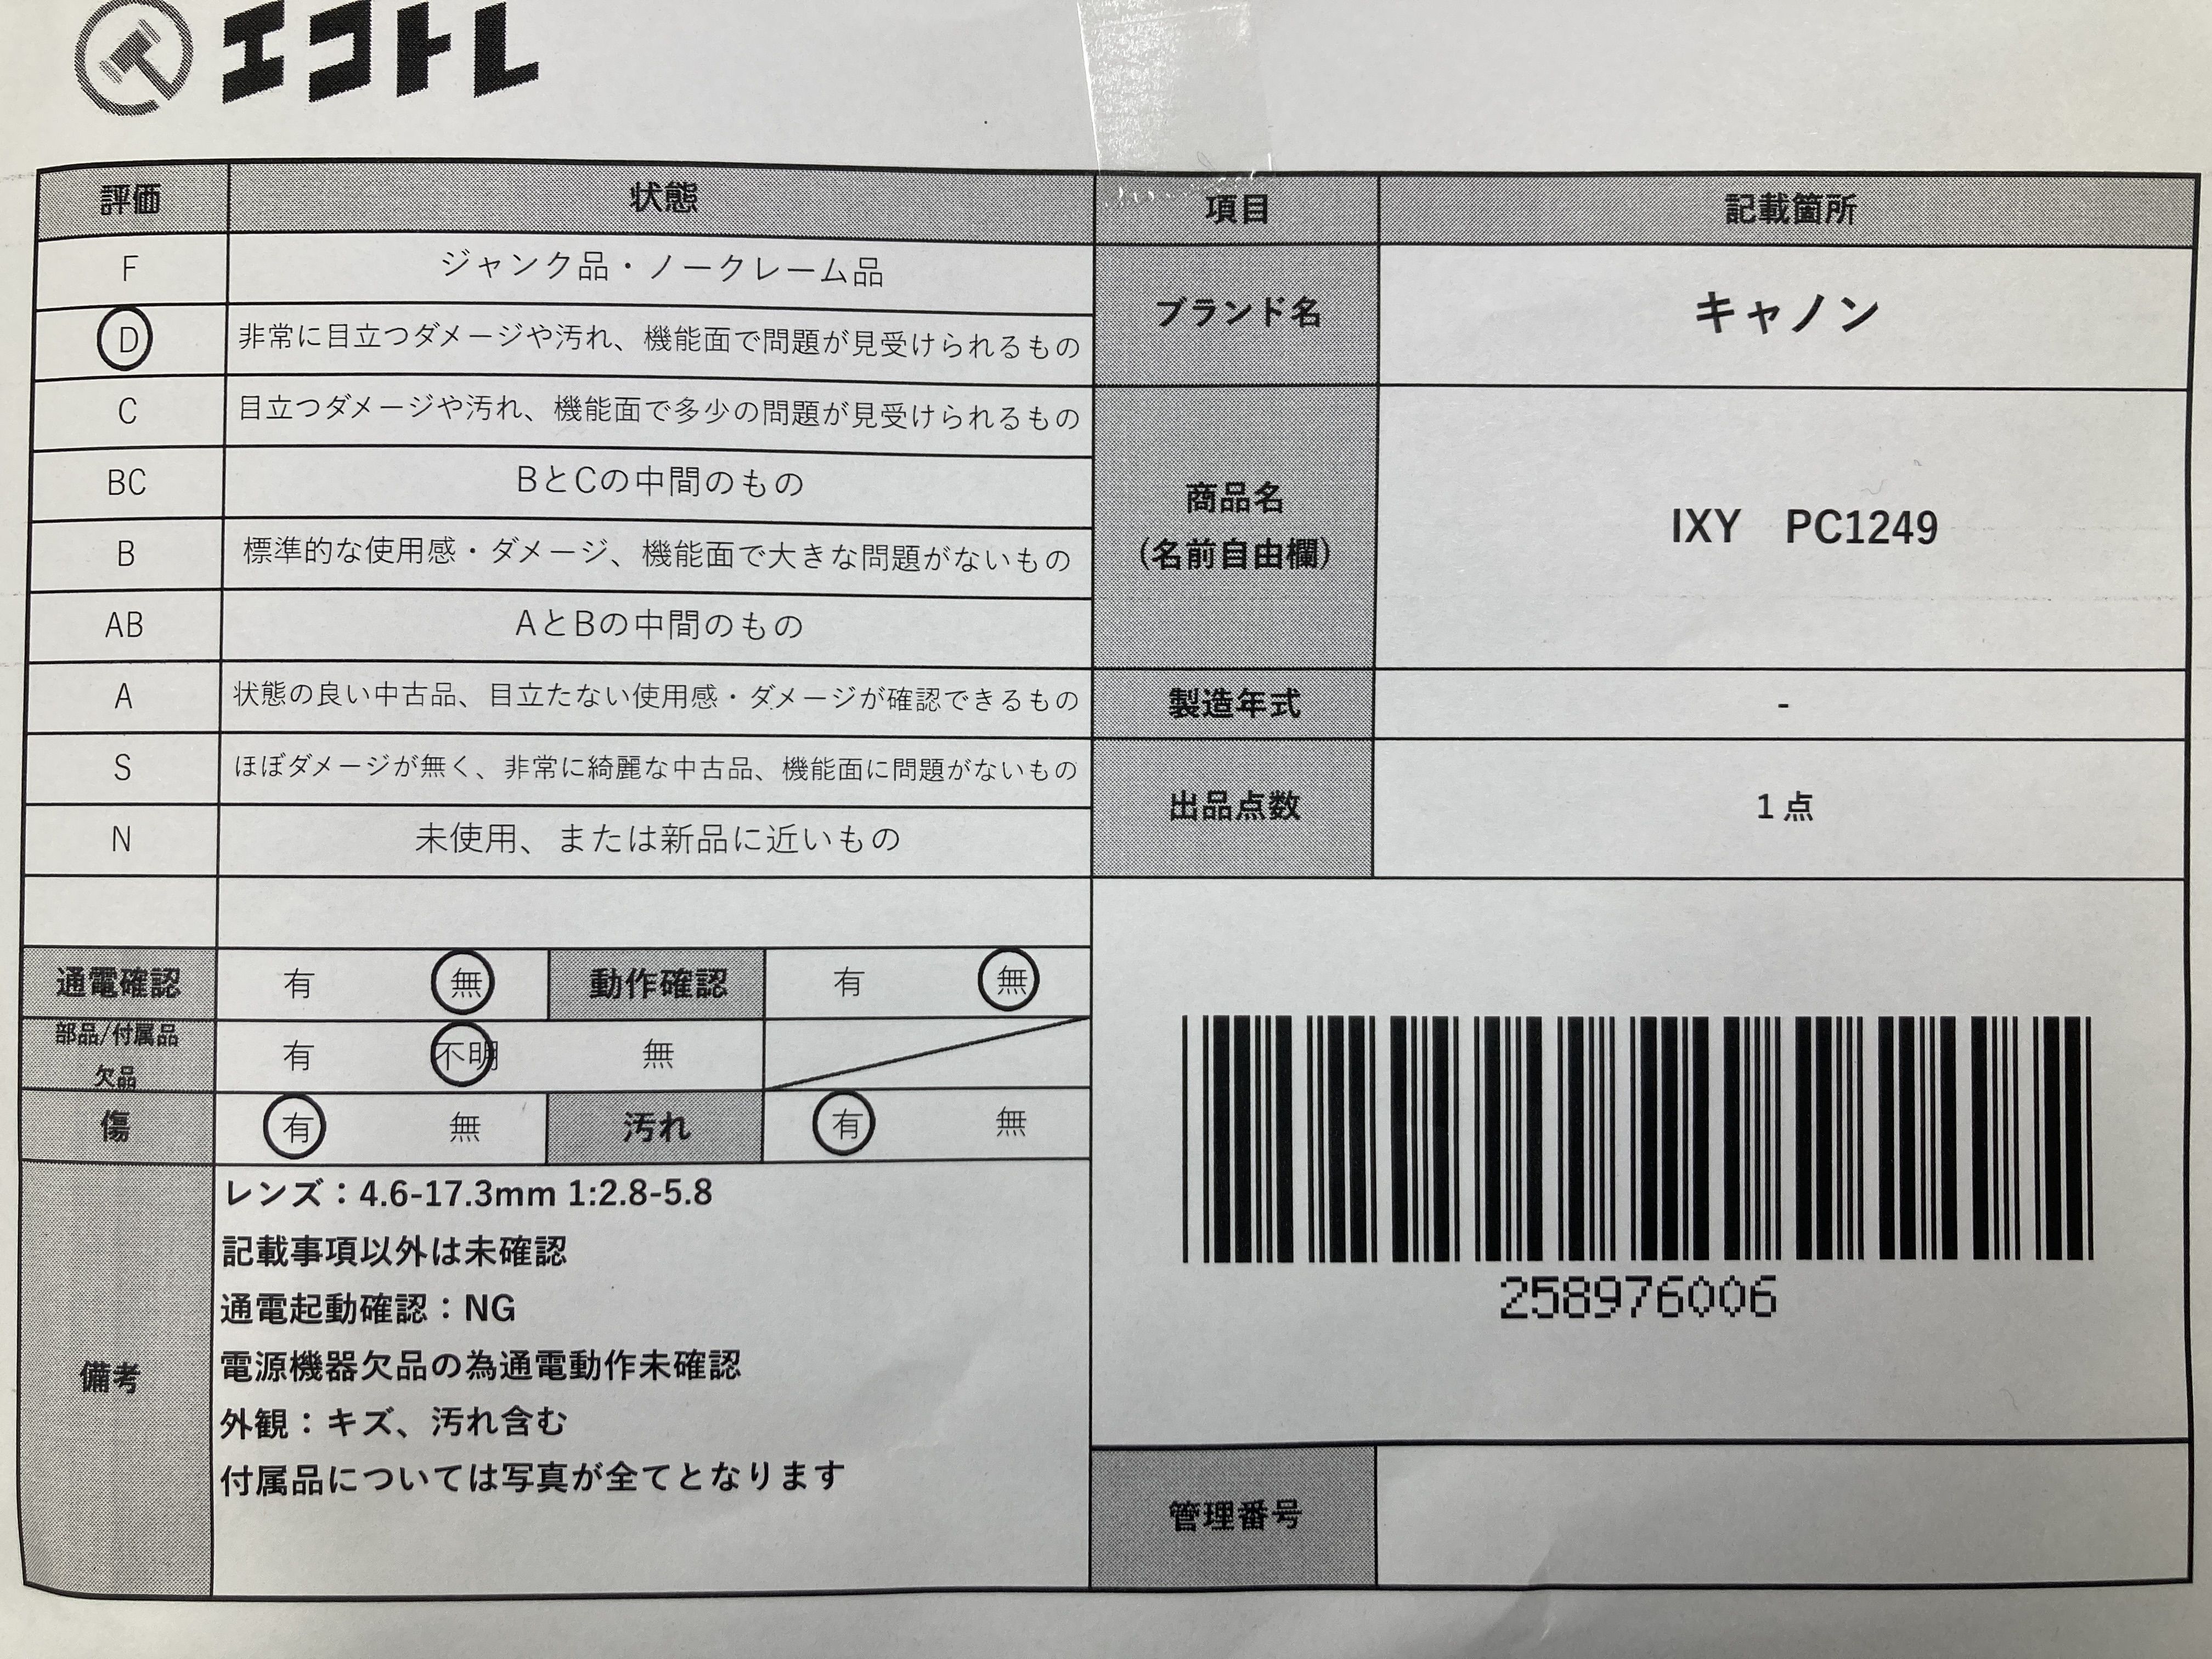 エコトレ
評価 状態 項目 記載箇所
F ジャンク品・ノークレーム品
D 非常に目立つダメージや汚れ、機能面で問題が見受けられるもの
C 目立つダメージや汚れ、機能面で多少の問題が見受けられるもの
BC BとCの中間のもの
B 標準的な使用感・ダメージ、機能面で大きな問題がないもの
AB AとBの中間のもの
A 状態の良い中古品、目立たない使用感・ダメージが確認できるもの
S ほぼダメージが無く、非常に綺麗な中古品、機能面に問題がないもの
N 未使用、または新品に近いもの
ブランド名 キャノン
商品名
(名前自由欄)
IXY PC1249
製造年式 -
出品点数 1点
通電確認 有 無 動作確認 有 無
部品/付属品
欠品
有 不明 無
傷 有 無 汚れ 有 無
備考
レンズ：4.6-17.3mm 1:2.8-5.8
記載事項以外は未確認
通電起動確認：NG
電源機器欠品の為通電動作未確認
外観：キズ、汚れ含む
付属品については写真が全てとなります
258976006
管理番号